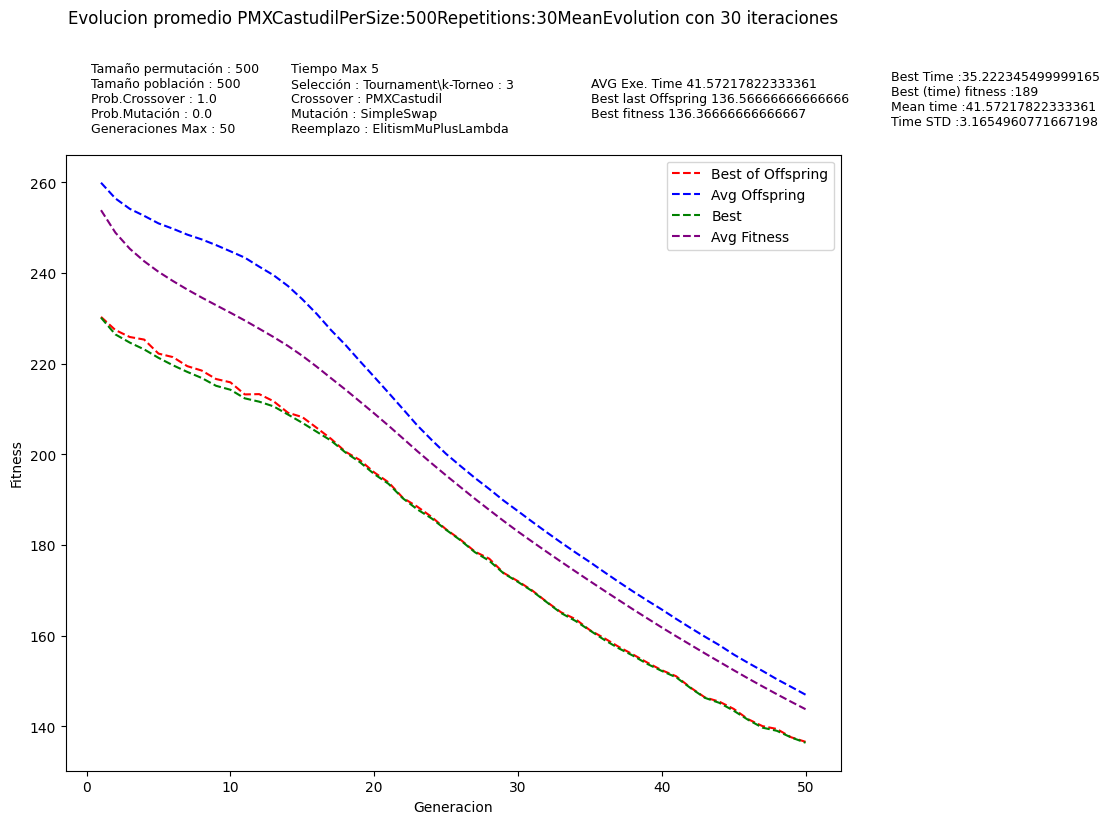 Evolucion promedio PMXCastudilPerSize:500Repetitions:30MeanEvolution con 30 iteraciones
Tamaño permutación : 500
Tamaño población : 500
Prob.Crossover : 1.0
Prob.Mutación : 0.0
Generaciones Max : 50
Tiempo Max 5
Selección : Tournament\k-Torneo : 3
Crossover : PMXCastudil
Mutación : SimpleSwap
Reemplazo : ElitismMuPlusLambda
AVG Exe. Time 41.57217822333361
Best last Offspring 136.56666666666666
Best fitness 136.36666666666667
Best Time :35.222345499999165
Best (time) fitness :189
Mean time :41.57217822333361
Time STD :3.1654960771667198
Best of Offspring
Avg Offspring
Best
Avg Fitness
Fitness
260
240
220
200
180
160
140
0
10
20
30
40
50
Generacion